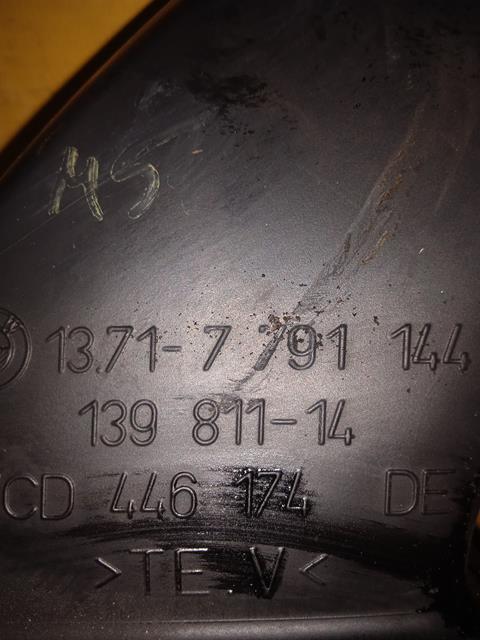 MS
13.71-7 791 144
139 811-14
CD 446 174 DE
>TE V<